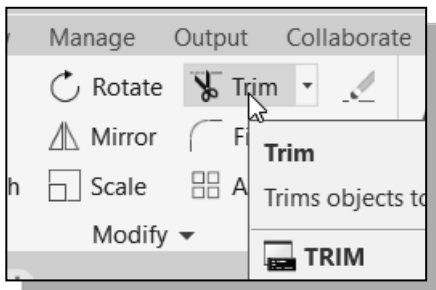 Manage Output Collaborate
Rotate Trim
Mirror
Trim
Scale
Trims objects to
Modify
TRIM